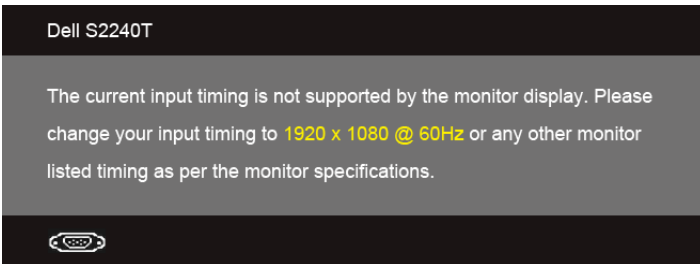 Dell S2240T
The current input timing is not supported by the monitor display. Please
change your input timing to 1920 x 1080 @ 60Hz or any other monitor
listed timing as per the monitor specifications.